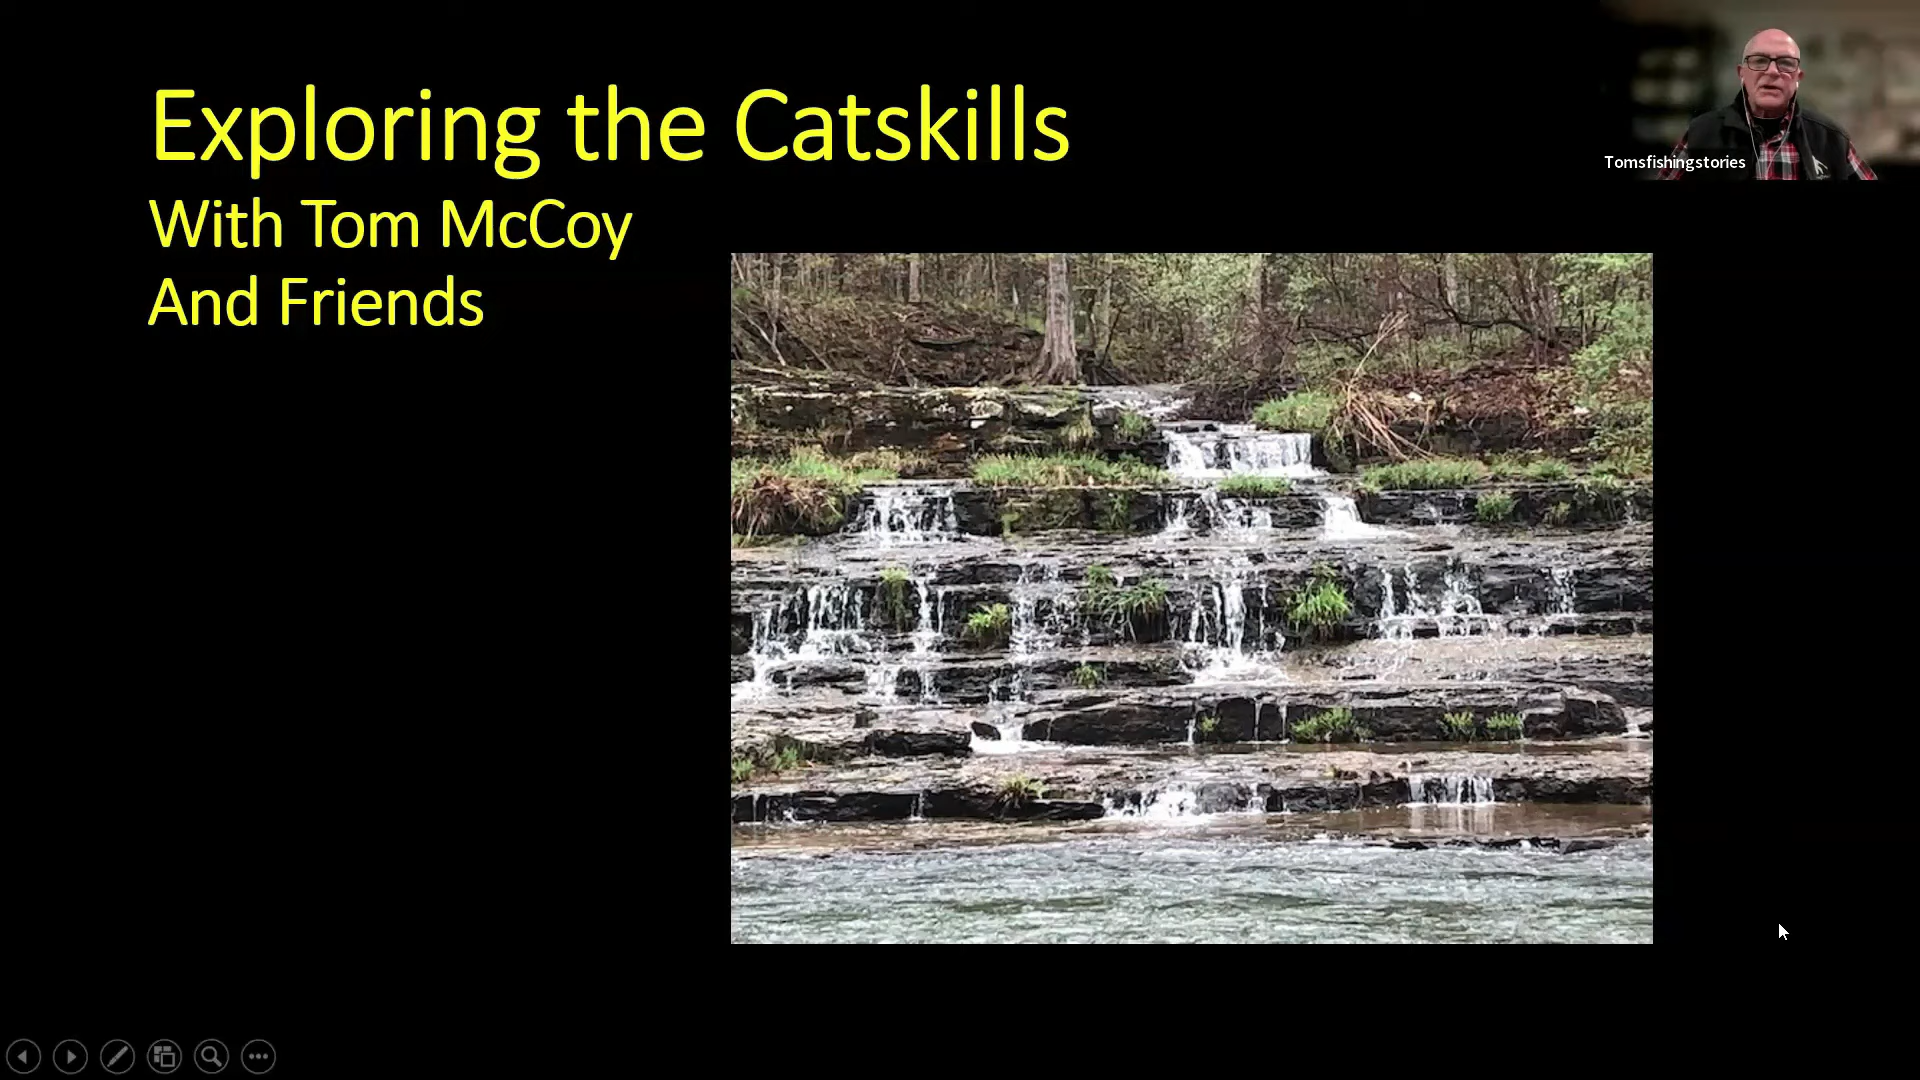 Exploring the Catskills
With Tom McCoy
And Friends
Tomsfishingstories